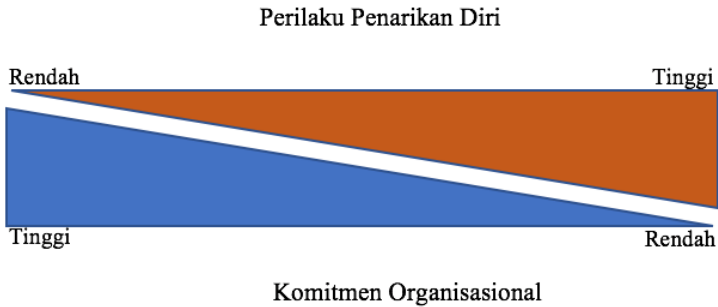 Perilaku Penarikan Diri
Rendah Tinggi
Tinggi Rendah
Komitmen Organisasional